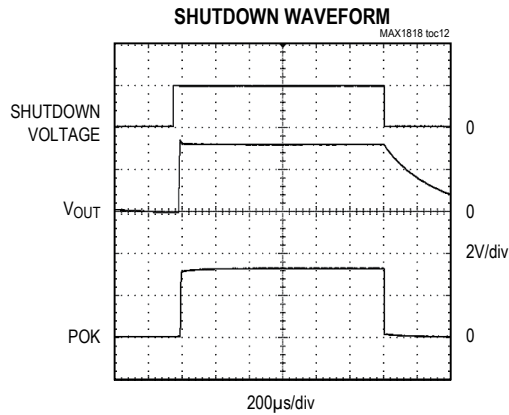 SHUTDOWN WAVEFORM
MAX1818 toc12
SHUTDOWN
VOLTAGE
0
VOUT
0
2V/div
POK
0
200µs/div